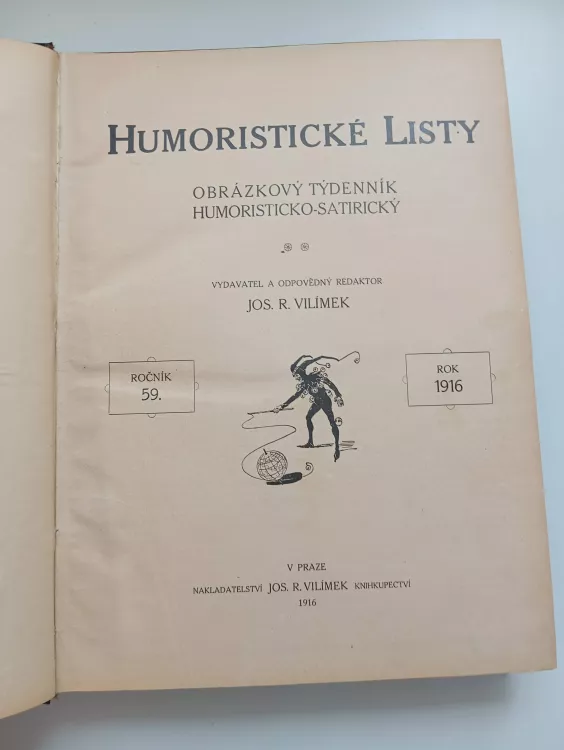 HUMORISTICKÉ LISTY
OBRÁZKOVÝ TÝDENNÍK
HUMORISTICKO-SATIRICKÝ
VYDAVATEL A ODPOVĚDNÝ REDAKTOR
JOS. R. VILÍMEK
ROČNÍK
59.
ROK
1916
V PRAZE
NAKLADATELSTVÍ JOS. R. VILÍMEK KNIHKUPECTVÍ
1916